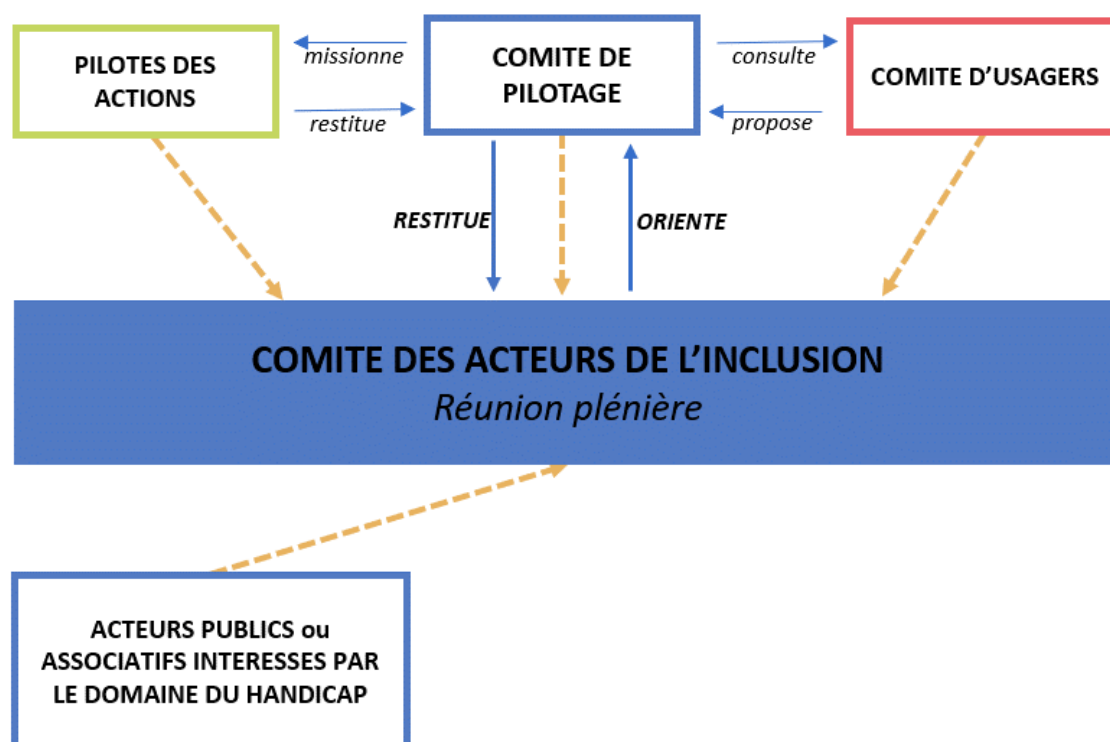 PILOTES DES
ACTIONS
missionne
restitue
COMITE DE
PILOTAGE
consulte
propose
COMITE D’USAGERS
RESTITUE
ORIENTE
COMITE DES ACTEURS DE L’INCLUSION
Réunion plénière
ACTEURS PUBLICS ou
ASSOCIATIFS INTERESSES PAR
LE DOMAINE DU HANDICAP